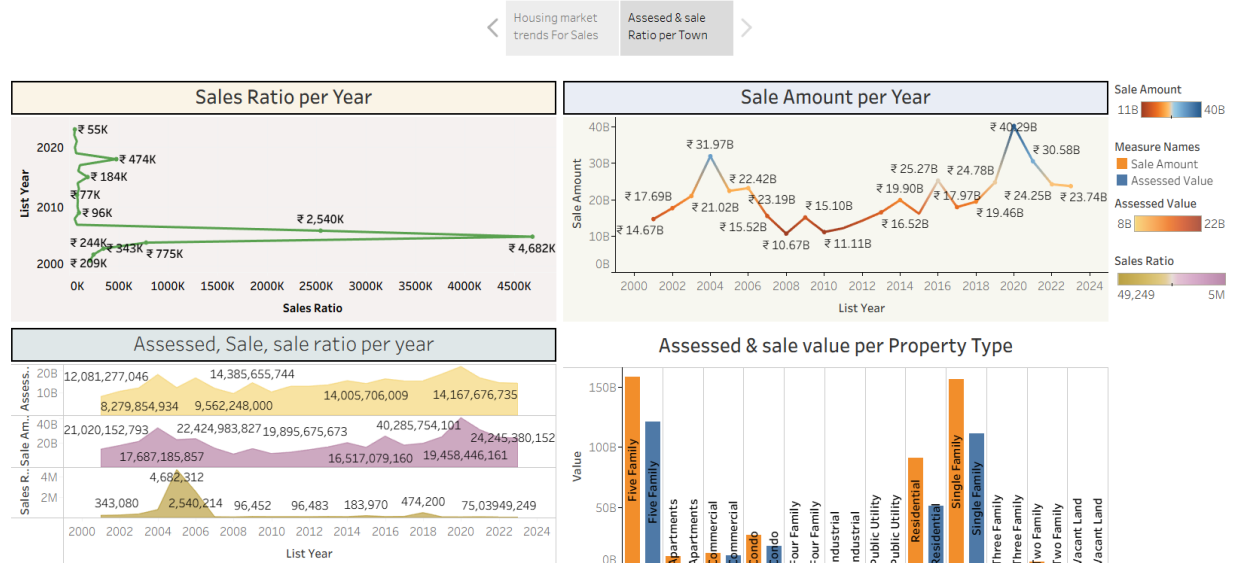 Housing market
trends For Sales
Assesed & sale
Ratio per Town
Sales Ratio per Year
2020
2010
2000
List Year
₹ 55K
₹ 474K
₹ 184K
₹ 77K
₹ 96K
₹ 2,540K
₹ 4,682K
₹ 244K
₹ 343K
₹ 775K
₹ 209K
0K 500K 1000K 1500K 2000K 2500K 3000K 3500K 4000K 4500K
Sales Ratio
Sale Amount per Year
40B
30B
20B
10B
0B
Sale Amount
₹ 40.29B
₹ 31.97B
₹ 30.58B
₹ 25.27B
₹ 24.78B
₹ 22.42B
₹ 17.69B
₹ 23.19B
₹ 19.90B
₹ 17.97B
₹ 24.25B
₹ 23.74B
₹ 21.02B
₹ 15.10B
₹ 19.46B
₹ 14.67B
₹ 15.52B
₹ 16.52B
₹ 10.67B
₹ 11.11B
2000 2002 2004 2006 2008 2010 2012 2014 2016 2018 2020 2022 2024
List Year
Sale Amount
11B 40B
Measure Names
Sale Amount
Assessed Value
Assessed Value
8B 22B
Sales Ratio
49,249 5M
Assessed, Sale, sale ratio per year
Assess..
20B
10B
12,081,277,046
14,385,655,744
8,279,854,934
9,562,248,000
14,005,706,009
14,167,676,735
Sale Am..
40B
20B
21,020,152,793
22,424,983,827
19,895,675,673
40,285,754,101
24,245,380,152
17,687,185,857
16,517,079,160
19,458,446,161
Sales R..
4M
2M
4,682,312
343,080
2,540,214
96,452
96,483
183,970
474,200
75,039
49,249
2000 2002 2004 2006 2008 2010 2012 2014 2016 2018 2020 2022 2024
List Year
Assessed & sale value per Property Type
150B
100B
50B
0B
Value
Five Family
Five Family
Apartments
Apartments
Commercial
Commercial
Condo
Condo
Four Family
Four Family
Industrial
Industrial
Public Utility
Public Utility
Residential
Residential
Single Family
Single Family
Three Family
Three Family
Two Family
Two Family
Vacant Land
Vacant Land